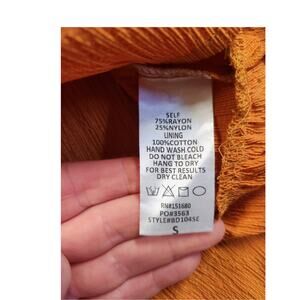 SELF
75%RAYON
25%NYLON
LINING
100%COTTON
HAND WASH COLD
DO NOT BLEACH
HANG TO DRY
FOR BEST RESULTS
DRY CLEAN
RN#151680
PO#3563
STYLE#BD1045E
S